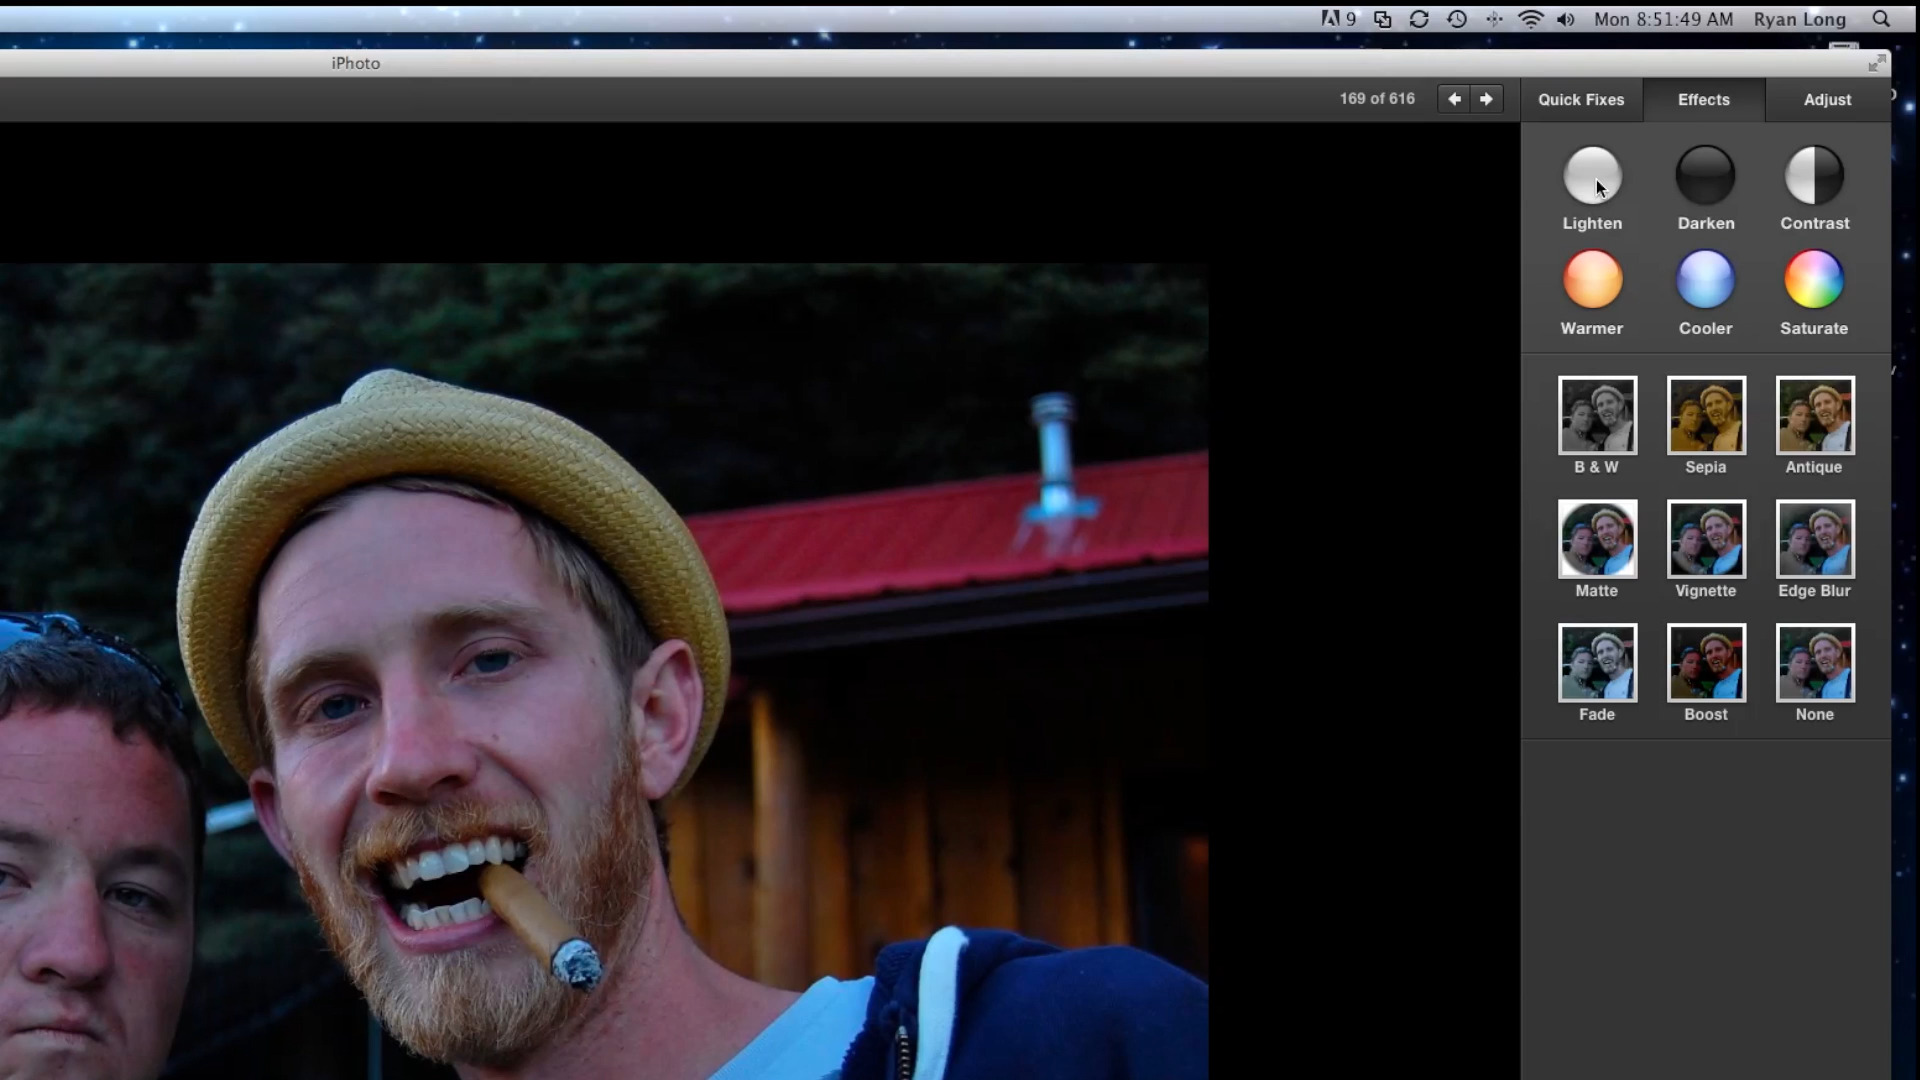 9 Mon 8:51:49 AM Ryan Long
iPhoto
169 of 616 Quick Fixes Effects Adjust
Lighten Darken Contrast
Warmer Cooler Saturate
B & W Sepia Antique
Matte Vignette Edge Blur
Fade Boost None